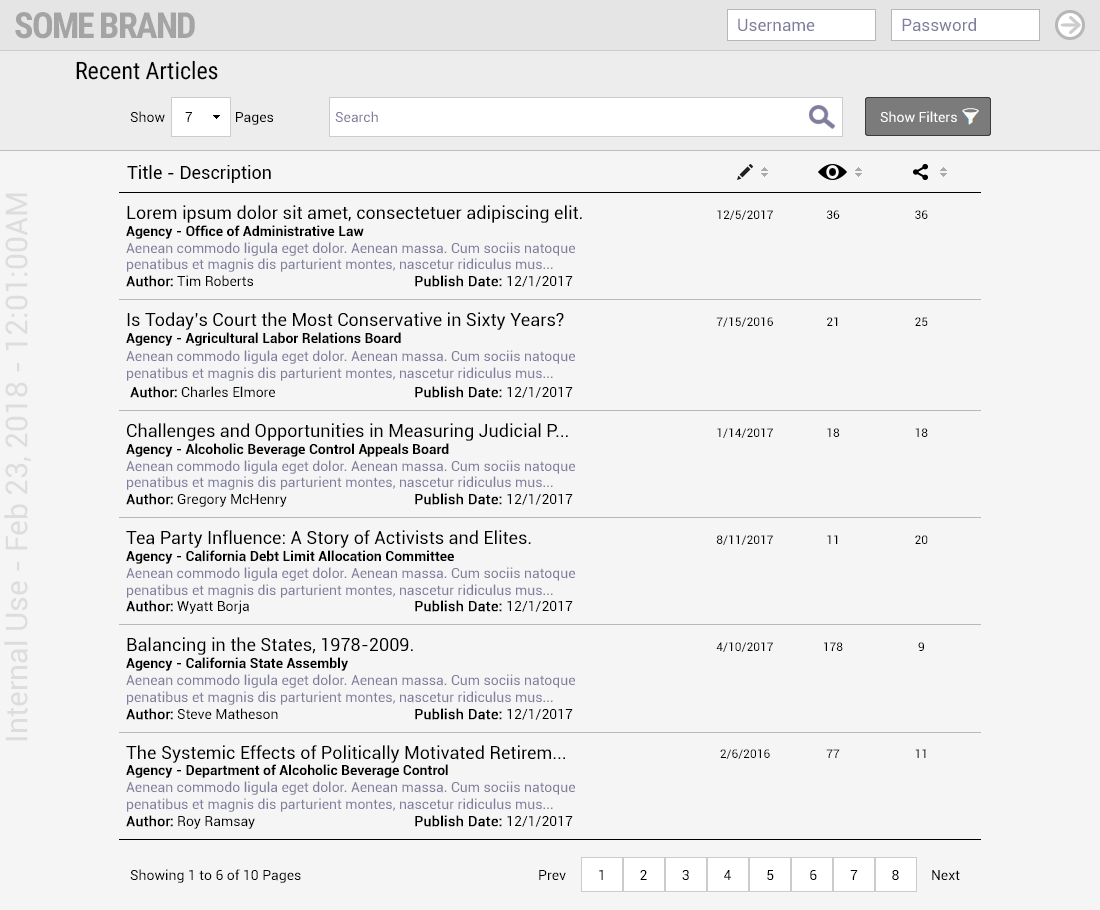 SOME BRAND
Username
Password
Recent Articles
Show 7 Pages
Search
Show Filters
Title - Description
Lorem ipsum dolor sit amet, consectetuer adipiscing elit.
12/5/2017 36 36
Agency - Office of Administrative Law
Aenean commodo ligula eget dolor. Aenean massa. Cum sociis natoque
penatibus et magnis dis parturient montes, nascetur ridiculus mus...
Author: Tim Roberts Publish Date: 12/1/2017
Is Today's Court the Most Conservative in Sixty Years?
7/15/2016 21 25
Agency - Agricultural Labor Relations Board
Aenean commodo ligula eget dolor. Aenean massa. Cum sociis natoque
penatibus et magnis dis parturient montes, nascetur ridiculus mus...
Author: Charles Elmore Publish Date: 12/1/2017
Challenges and Opportunities in Measuring Judicial P...
1/14/2017 18 18
Agency - Alcoholic Beverage Control Appeals Board
Aenean commodo ligula eget dolor. Aenean massa. Cum sociis natoque
penatibus et magnis dis parturient montes, nascetur ridiculus mus...
Author: Gregory McHenry Publish Date: 12/1/2017
Tea Party Influence: A Story of Activists and Elites.
8/11/2017 11 20
Agency - California Debt Limit Allocation Committee
Aenean commodo ligula eget dolor. Aenean massa. Cum sociis natoque
penatibus et magnis dis parturient montes, nascetur ridiculus mus...
Author: Wyatt Borja Publish Date: 12/1/2017
Balancing in the States, 1978-2009.
4/10/2017 178 9
Agency - California State Assembly
Aenean commodo ligula eget dolor. Aenean massa. Cum sociis natoque
penatibus et magnis dis parturient montes, nascetur ridiculus mus...
Author: Steve Matheson Publish Date: 12/1/2017
The Systemic Effects of Politically Motivated Retirem...
2/6/2016 77 11
Agency - Department of Alcoholic Beverage Control
Aenean commodo ligula eget dolor. Aenean massa. Cum sociis natoque
penatibus et magnis dis parturient montes, nascetur ridiculus mus...
Author: Roy Ramsay Publish Date: 12/1/2017
Showing 1 to 6 of 10 Pages
Prev 1 2 3 4 5 6 7 8 Next
Internal Use - Feb 23, 2018 - 12:01:00AM